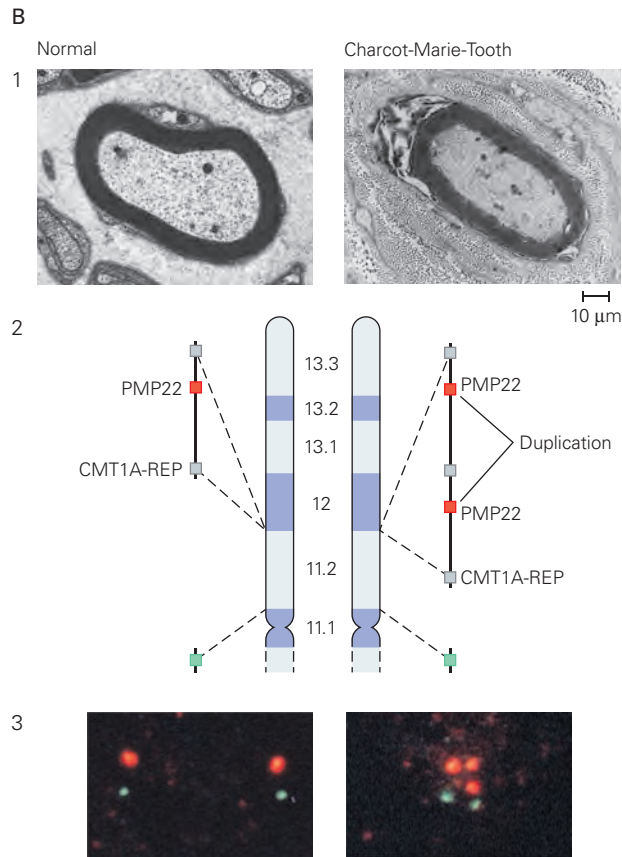 B
Normal
Charcot-Marie-Tooth
1
10 μm
2
13.3
PMP22
PMP22
13.2
13.1
Duplication
CMT1A-REP
12
PMP22
11.2
CMT1A-REP
11.1
3